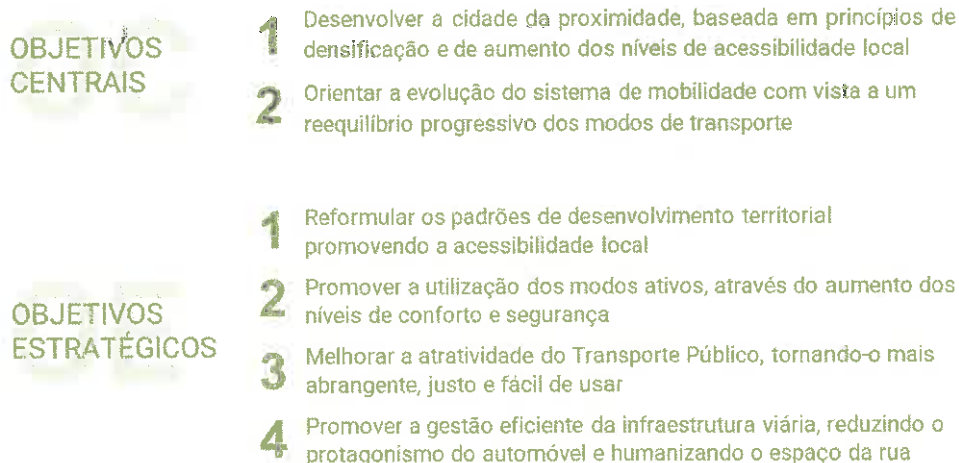 OBJETIVOS
CENTRAIS
1 Desenvolver a cidade da proximidade, baseada em princípios de
densificação e de aumento dos níveis de acessibilidade local
2 Orientar a evolução do sistema de mobilidade com vista a um
reequilíbrio progressivo dos modos de transporte
OBJETIVOS
ESTRATÉGICOS
1 Reformular os padrões de desenvolvimento territorial
promovendo a acessibilidade local
2 Promover a utilização dos modos ativos, através do aumento dos
níveis de conforto e segurança
3 Melhorar a atratividade do Transporte Público, tornando-o mais
abrangente, justo e fácil de usar
4 Promover a gestão eficiente da infraestrutura viária, reduzindo o
protagonismo do automóvel e humanizando o espaço da rua